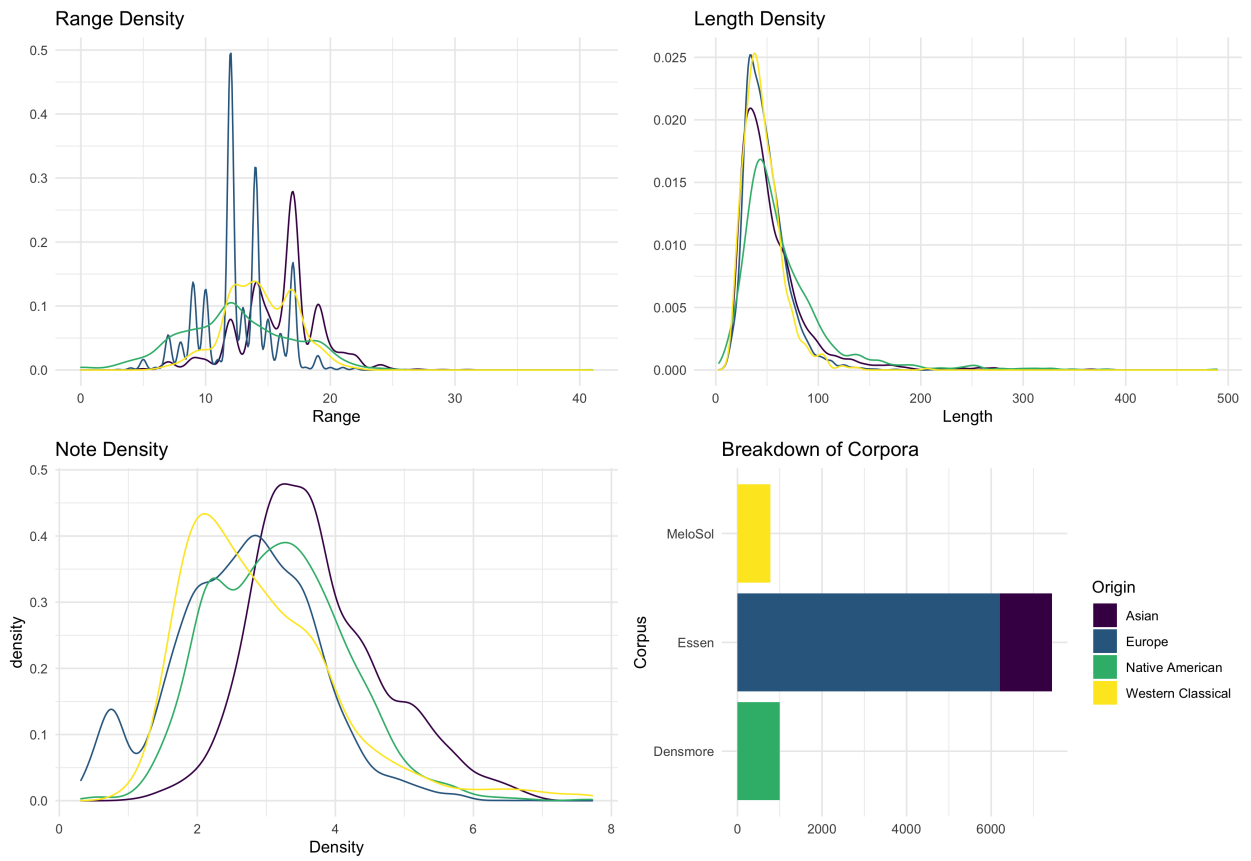 Range Density
0.5
0.4
0.3
0.2
0.1
0.0
0 10 20 30 40
Range
Length Density
0.025
0.020
0.015
0.010
0.005
0.000
0 100 200 300 400 500
Length
Note Density
density
0.5
0.4
0.3
0.2
0.1
0.0
0 2 4 6 8
Density
Breakdown of Corpora
Corpus
MeloSol
Essen
Densmore
0 2000 4000 6000
Origin
Asian
Europe
Native American
Western Classical